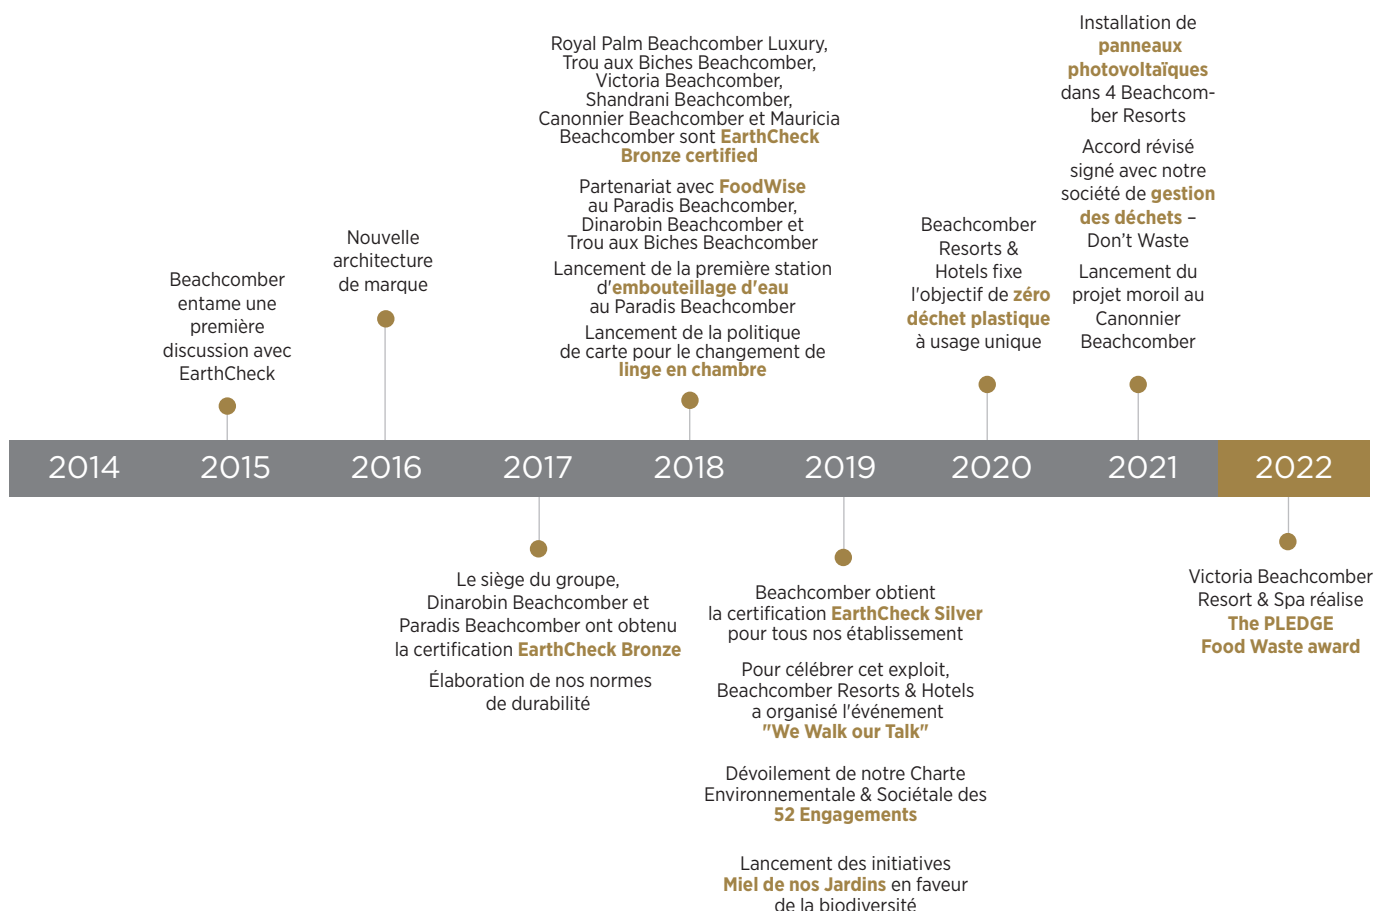 Beachcomber
entame une
première
discussion avec
EarthCheck
Nouvelle
architecture
de marque
Royal Palm Beachcomber Luxury,
Trou aux Biches Beachcomber,
Victoria Beachcomber,
Shandrani Beachcomber,
Canonnier Beachcomber et Mauricia
Beachcomber sont EarthCheck
Bronze certified
Partenariat avec FoodWise
au Paradis Beachcomber,
Dinarobin Beachcomber et
Trou aux Biches Beachcomber
Lancement de la première station
d'embouteillage d'eau
au Paradis Beachcomber
Lancement de la politique
de carte pour le changement de
linge en chambre
Beachcomber
Resorts &
Hotels fixe
l'objectif de zéro
déchet plastique
à usage unique
Installation de
panneaux
photovoltaïques
dans 4 Beachcom-
ber Resorts
Accord révisé
signé avec notre
société de gestion
des déchets –
Don't Waste
Lancement du
projet moroil au
Canonnier
Beachcomber
2014 2015 2016 2017 2018 2019 2020 2021 2022
Le siège du groupe,
Dinarobin Beachcomber et
Paradis Beachcomber ont obtenu
la certification EarthCheck Bronze
Élaboration de nos normes
de durabilité
Beachcomber obtient
la certification EarthCheck Silver
pour tous nos établissement
Pour célébrer cet exploit,
Beachcomber Resorts & Hotels
a organisé l'événement
"We Walk our Talk"
Dévoilement de notre Charte
Environnementale & Sociétale des
52 Engagements
Lancement des initiatives
Miel de nos Jardins en faveur
de la biodiversité
Victoria Beachcomber
Resort & Spa réalise
The PLEDGE
Food Waste award